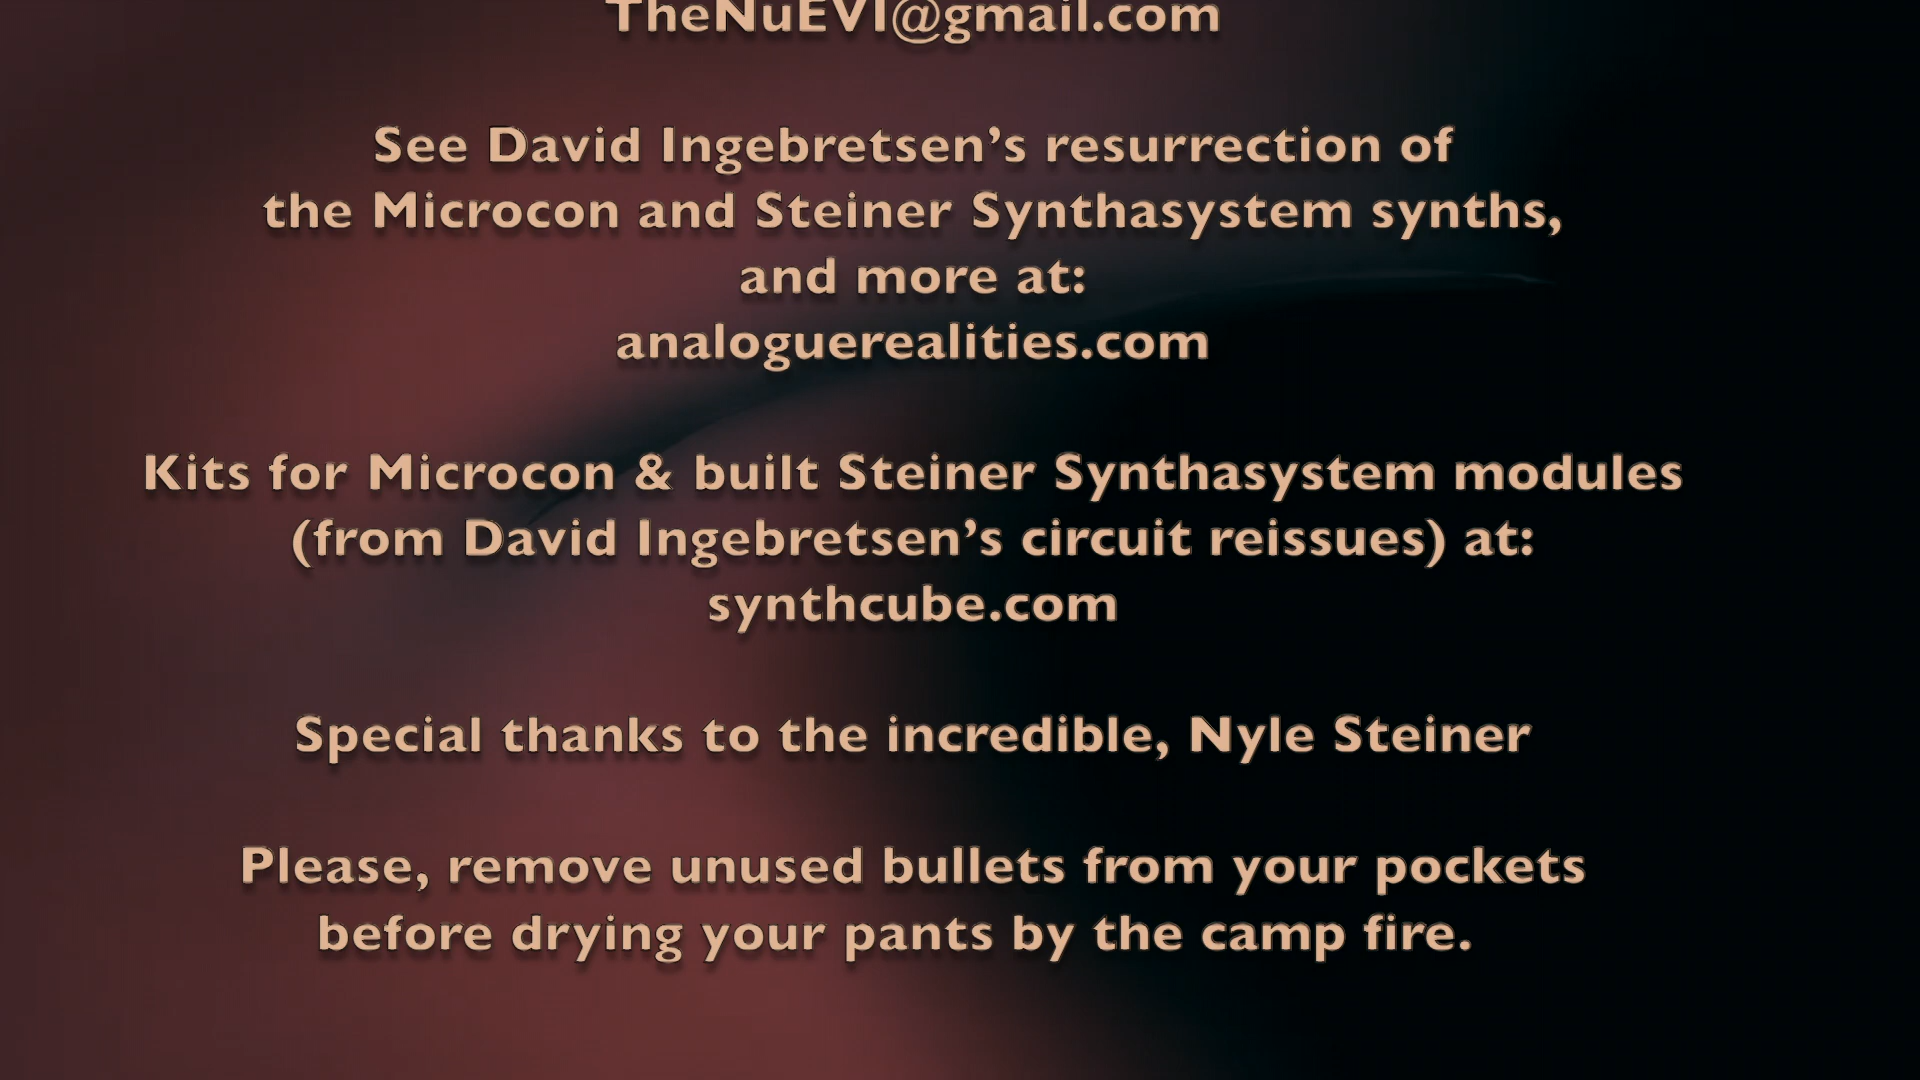 TheNuEVI@gmail.com
See David Ingebretsen’s resurrection of
the Microcon and Steiner Synthasystem synths,
and more at:
analoguerealities.com
Kits for Microcon & built Steiner Synthasystem modules
(from David Ingebretsen’s circuit reissues) at:
synthcube.com
Special thanks to the incredible, Nyle Steiner
Please, remove unused bullets from your pockets
before drying your pants by the camp fire.